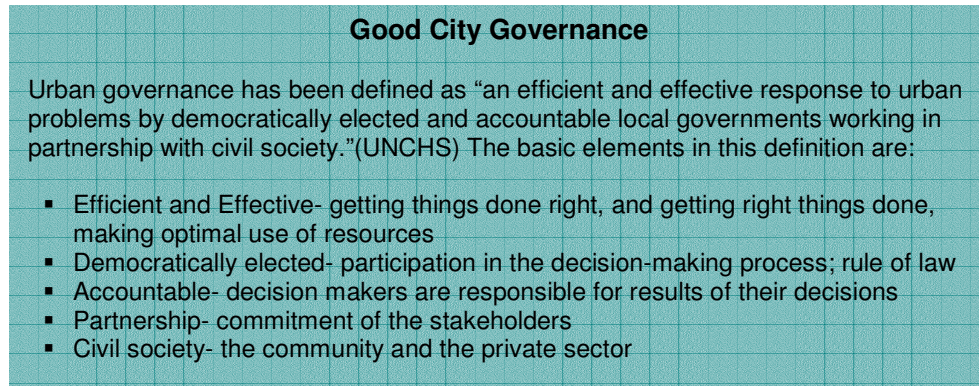 Good City Governance
Urban governance has been defined as “an efficient and effective response to urban
problems by democratically elected and accountable local governments working in
partnership with civil society.”(UNCHS) The basic elements in this definition are:
▪ Efficient and Effective- getting things done right, and getting right things done,
making optimal use of resources
▪ Democratically elected- participation in the decision-making process; rule of law
▪ Accountable- decision makers are responsible for results of their decisions
▪ Partnership- commitment of the stakeholders
▪ Civil society- the community and the private sector